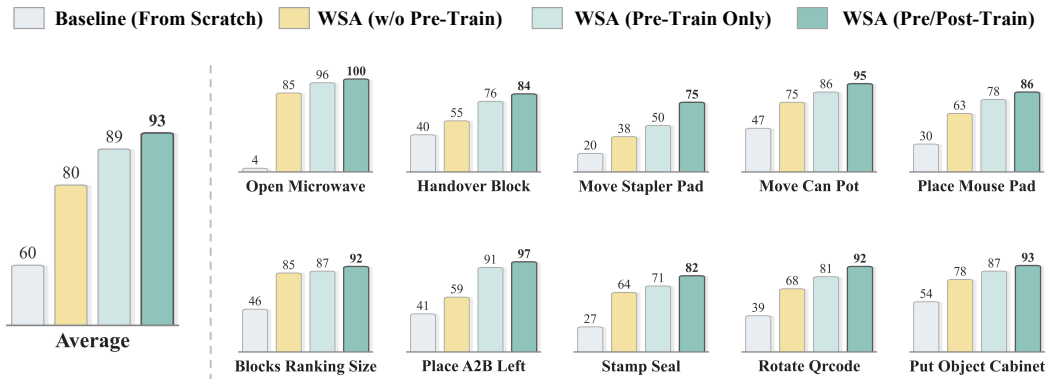 Baseline (From Scratch) WSA (w/o Pre-Train) WSA (Pre-Train Only) WSA (Pre/Post-Train)
60 80 89 93
Average
4 85 96 100
Open Microwave
40 55 76 84
Handover Block
20 38 50 75
Move Stapler Pad
47 75 86 95
Move Can Pot
30 63 78 86
Place Mouse Pad
46 85 87 92
Blocks Ranking Size
41 59 91 97
Place A2B Left
27 64 71 82
Stamp Seal
39 68 81 92
Rotate Qrcode
54 78 87 93
Put Object Cabinet